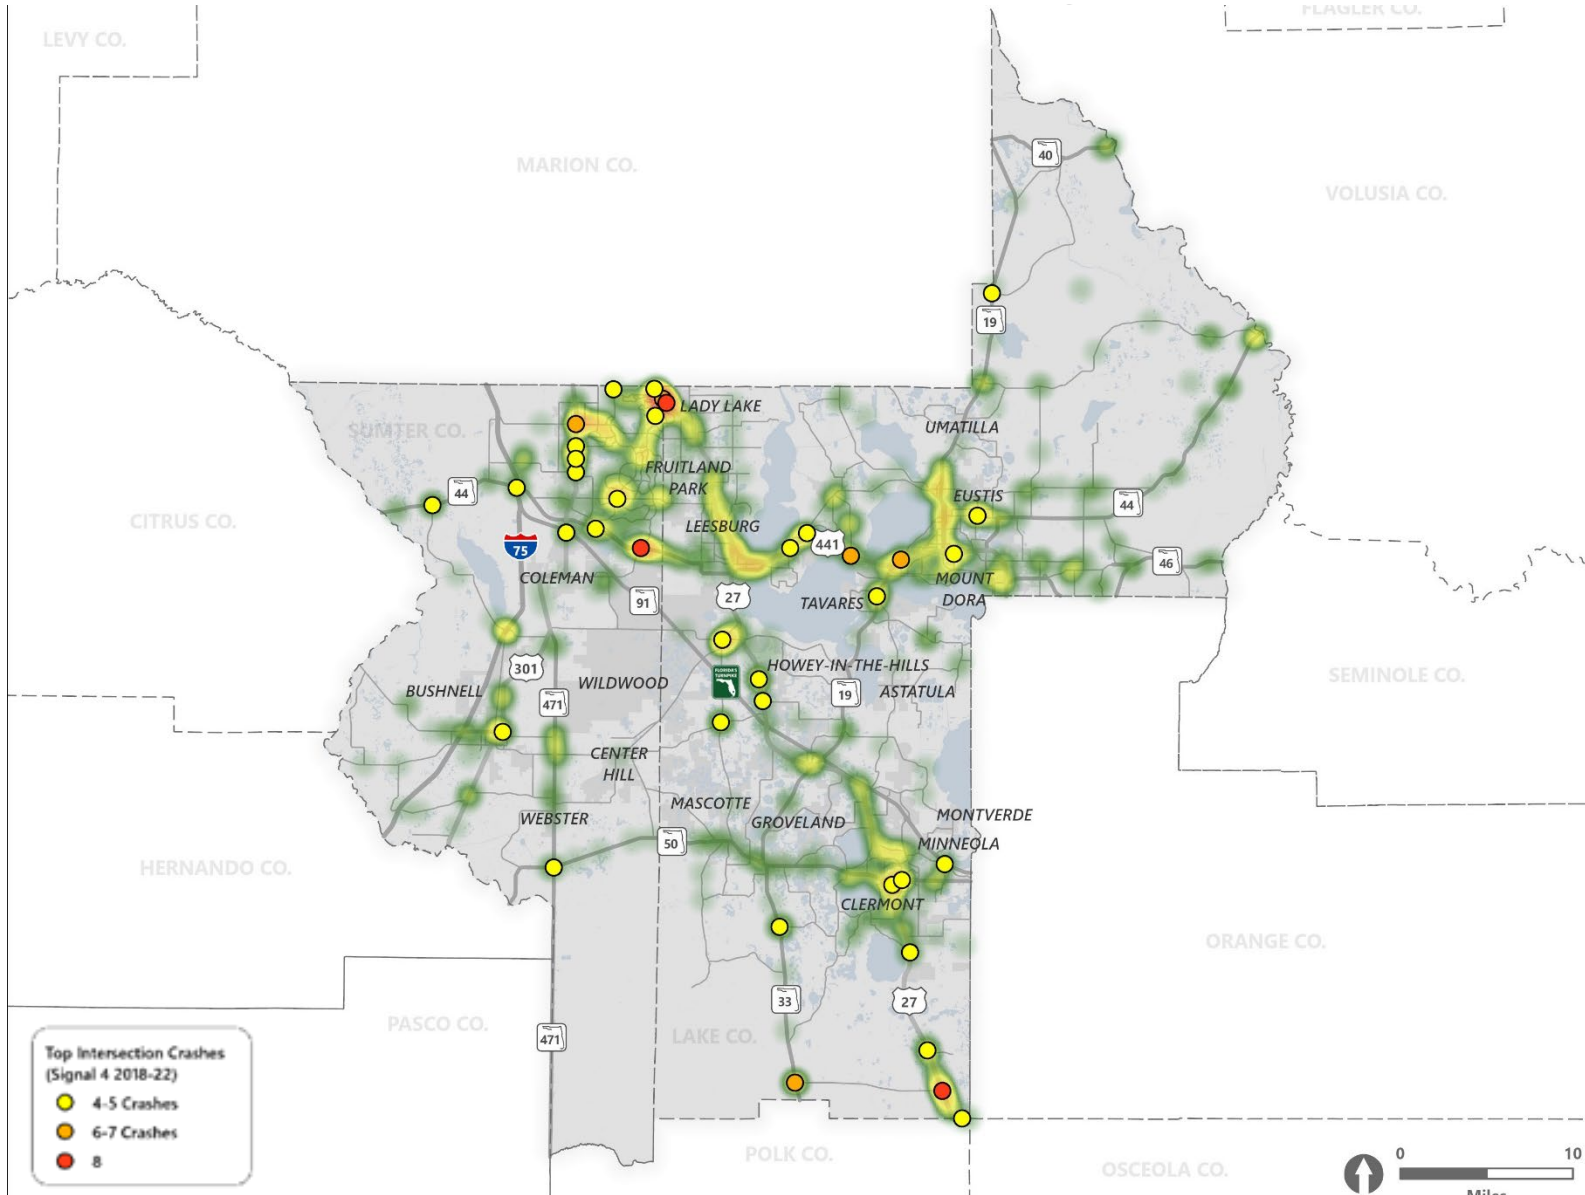 FLAGLER CO.
LEVY CO.
40
MARION CO.
VOLUSIA CO.
19
LADY LAKE
UMATILLA
SUMTER CO.
FRUITLAND
PARK
44
EUSTIS
44
CITRUS CO.
LEESBURG
441
75
46
COLEMAN
MOUNT
DORA
91
27
TAVARES
301
HOWEY-IN-THE-HILLS
SEMINOLE CO.
FLORIDA'S
TURNPIKE
BUSHNELL
WILDWOOD
19
ASTATULA
471
CENTER
HILL
MASCOTTE
GROVELAND
MONTVERDE
WEBSTER
50
MINNEOLA
HERNANDO CO.
CLERMONT
ORANGE CO.
33
27
PASCO CO.
LAKE CO.
471
Top Intersection Crashes
(Signal 4 2018-22)
4-5 Crashes
6-7 Crashes
8
POLK CO.
OSCEOLA CO.
0
10
Miles